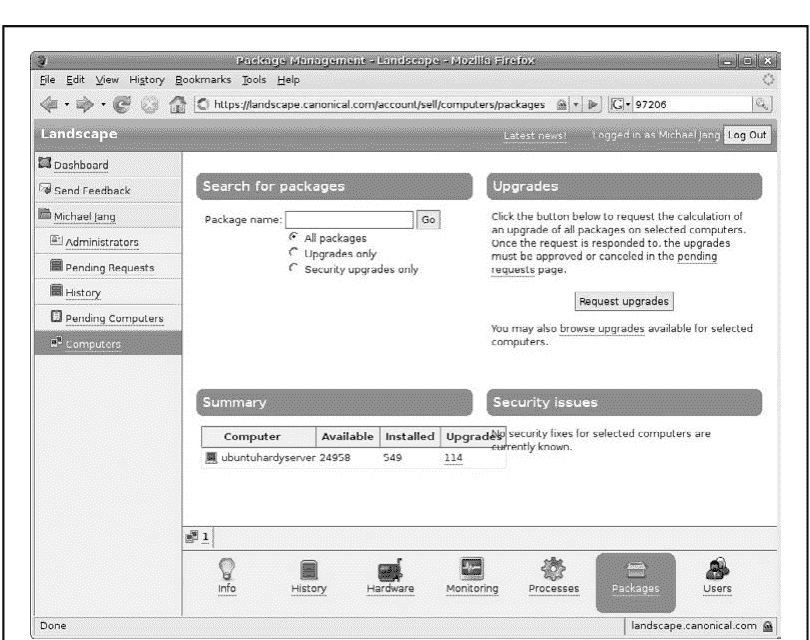 Package Management - Landscape - Mozilla Firefox
File Edit View History Bookmarks Tools Help
https://landscape.canonical.com/account/sell/computers/packages
G 97206
Landscape
Latest news!
Logged in as Michael Jang
Log Out
Dashboard
Send Feedback
Michael Jang
Administrators
Pending Requests
History
Pending Computers
Computers
Search for packages
Package name:
Go
All packages
Upgrades only
Security upgrades only
Upgrades
Click the button below to request the calculation of
an upgrade of all packages on selected computers.
Once the request is responded to, the upgrades
must be approved or canceled in the pending
requests page.
Request upgrades
You may also browse upgrades available for selected
computers.
Summary
Computer Available Installed Upgrades
ubuntuhardyserver 24958 549 114
Security issues
No security fixes for selected computers are
currently known.
1
Info History Hardware Monitoring Processes Packages Users
Done
landscape.canonical.com